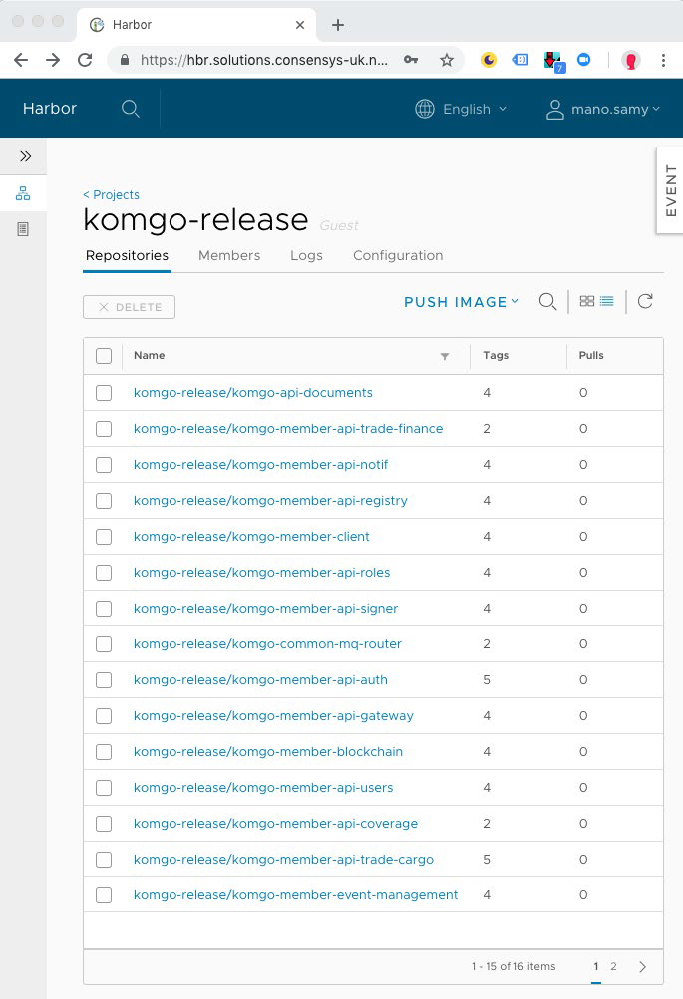 Harbor
https://hbr.solutions.consensys-uk.n...
7
Harbor
English
mano.samy
EVENT
< Projects
komgo-release Guest
Repositories Members Logs Configuration
DELETE
PUSH IMAGE
Name Tags Pulls
komgo-release/komgo-api-documents 4 0
komgo-release/komgo-member-api-trade-finance 2 0
komgo-release/komgo-member-api-notif 4 0
komgo-release/komgo-member-api-registry 4 0
komgo-release/komgo-member-client 4 0
komgo-release/komgo-member-api-roles 4 0
komgo-release/komgo-member-api-signer 4 0
komgo-release/komgo-common-mq-router 2 0
komgo-release/komgo-member-api-auth 5 0
komgo-release/komgo-member-api-gateway 4 0
komgo-release/komgo-member-blockchain 4 0
komgo-release/komgo-member-api-users 4 0
komgo-release/komgo-member-api-coverage 2 0
komgo-release/komgo-member-api-trade-cargo 5 0
komgo-release/komgo-member-event-management 4 0
1 - 15 of 16 items 1 2